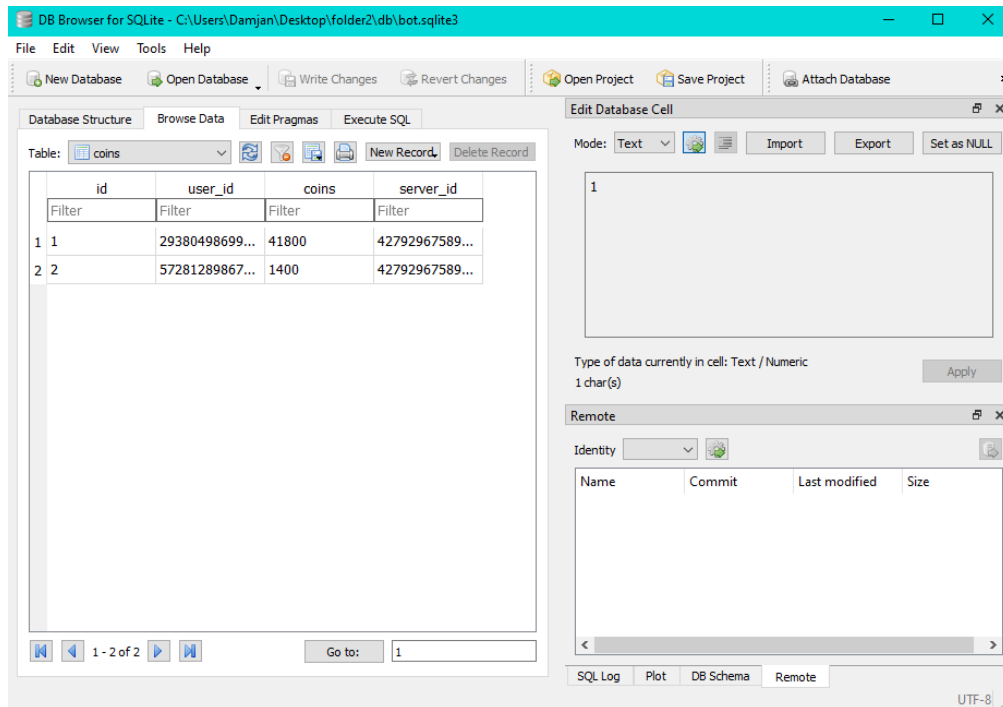 DB Browser for SQLite - C:\Users\Damjan\Desktop\folder2\db\bot.sqlite3
File Edit View Tools Help
New Database Open Database Write Changes Revert Changes Open Project Save Project Attach Database
Database Structure Browse Data Edit Pragmas Execute SQL
Table: coins New Record Delete Record
id user_id coins server_id
Filter Filter Filter Filter
1 1 29380498699... 41800 42792967589...
2 2 57281289867... 1400 42792967589...
1 - 2 of 2 Go to: 1
Edit Database Cell
Mode: Text Import Export Set as NULL
1
Type of data currently in cell: Text / Numeric
1 char(s)
Apply
Remote
Identity
Name Commit Last modified Size
SQL Log Plot DB Schema Remote
UTF-8